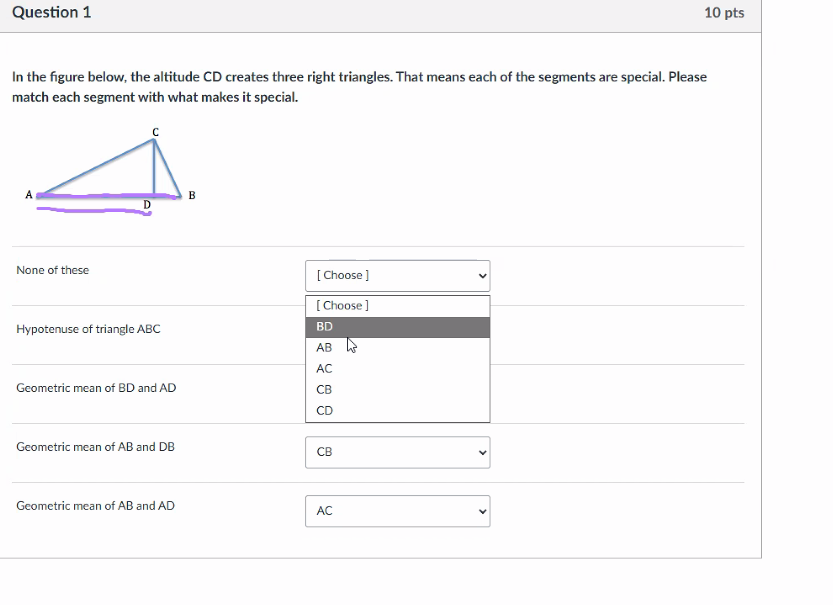 Question 1
10 pts
In the figure below, the altitude CD creates three right triangles. That means each of the segments are special. Please
match each segment with what makes it special.
C
A
B
D
None of these
[ Choose ]
[ Choose ]
BD
Hypotenuse of triangle ABC
AB
AC
Geometric mean of BD and AD
CB
CD
Geometric mean of AB and DB
CB
Geometric mean of AB and AD
AC